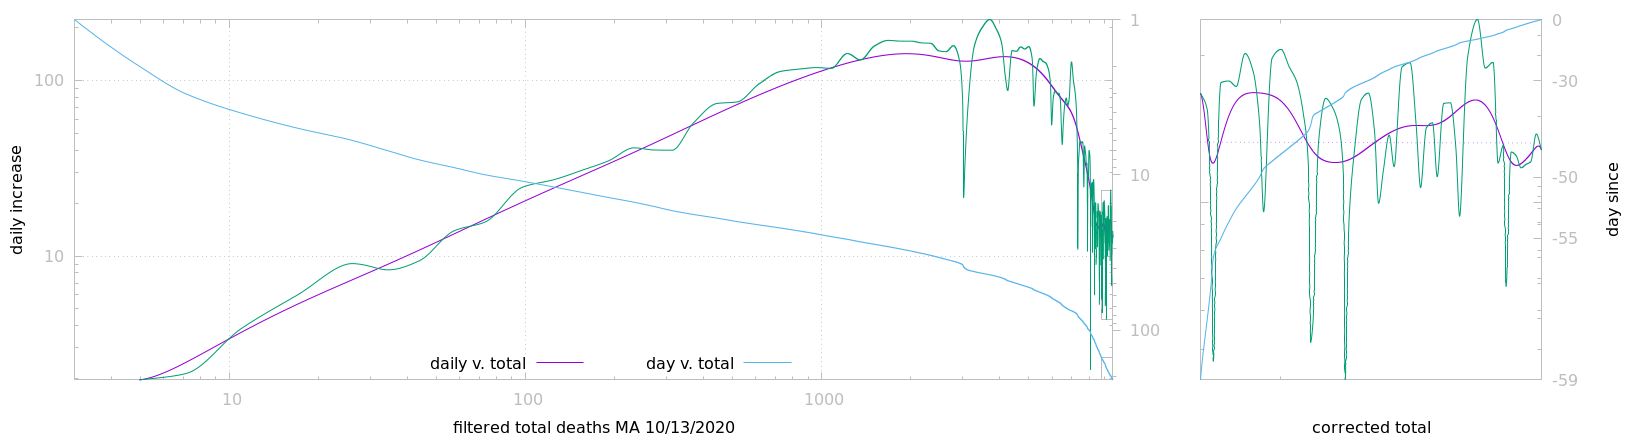 daily increase
100
10
10
100
1000
daily v. total
day v. total
filtered total deaths MA 10/13/2020
1
10
100
0
-30
-50
-55
-59
day since
corrected total